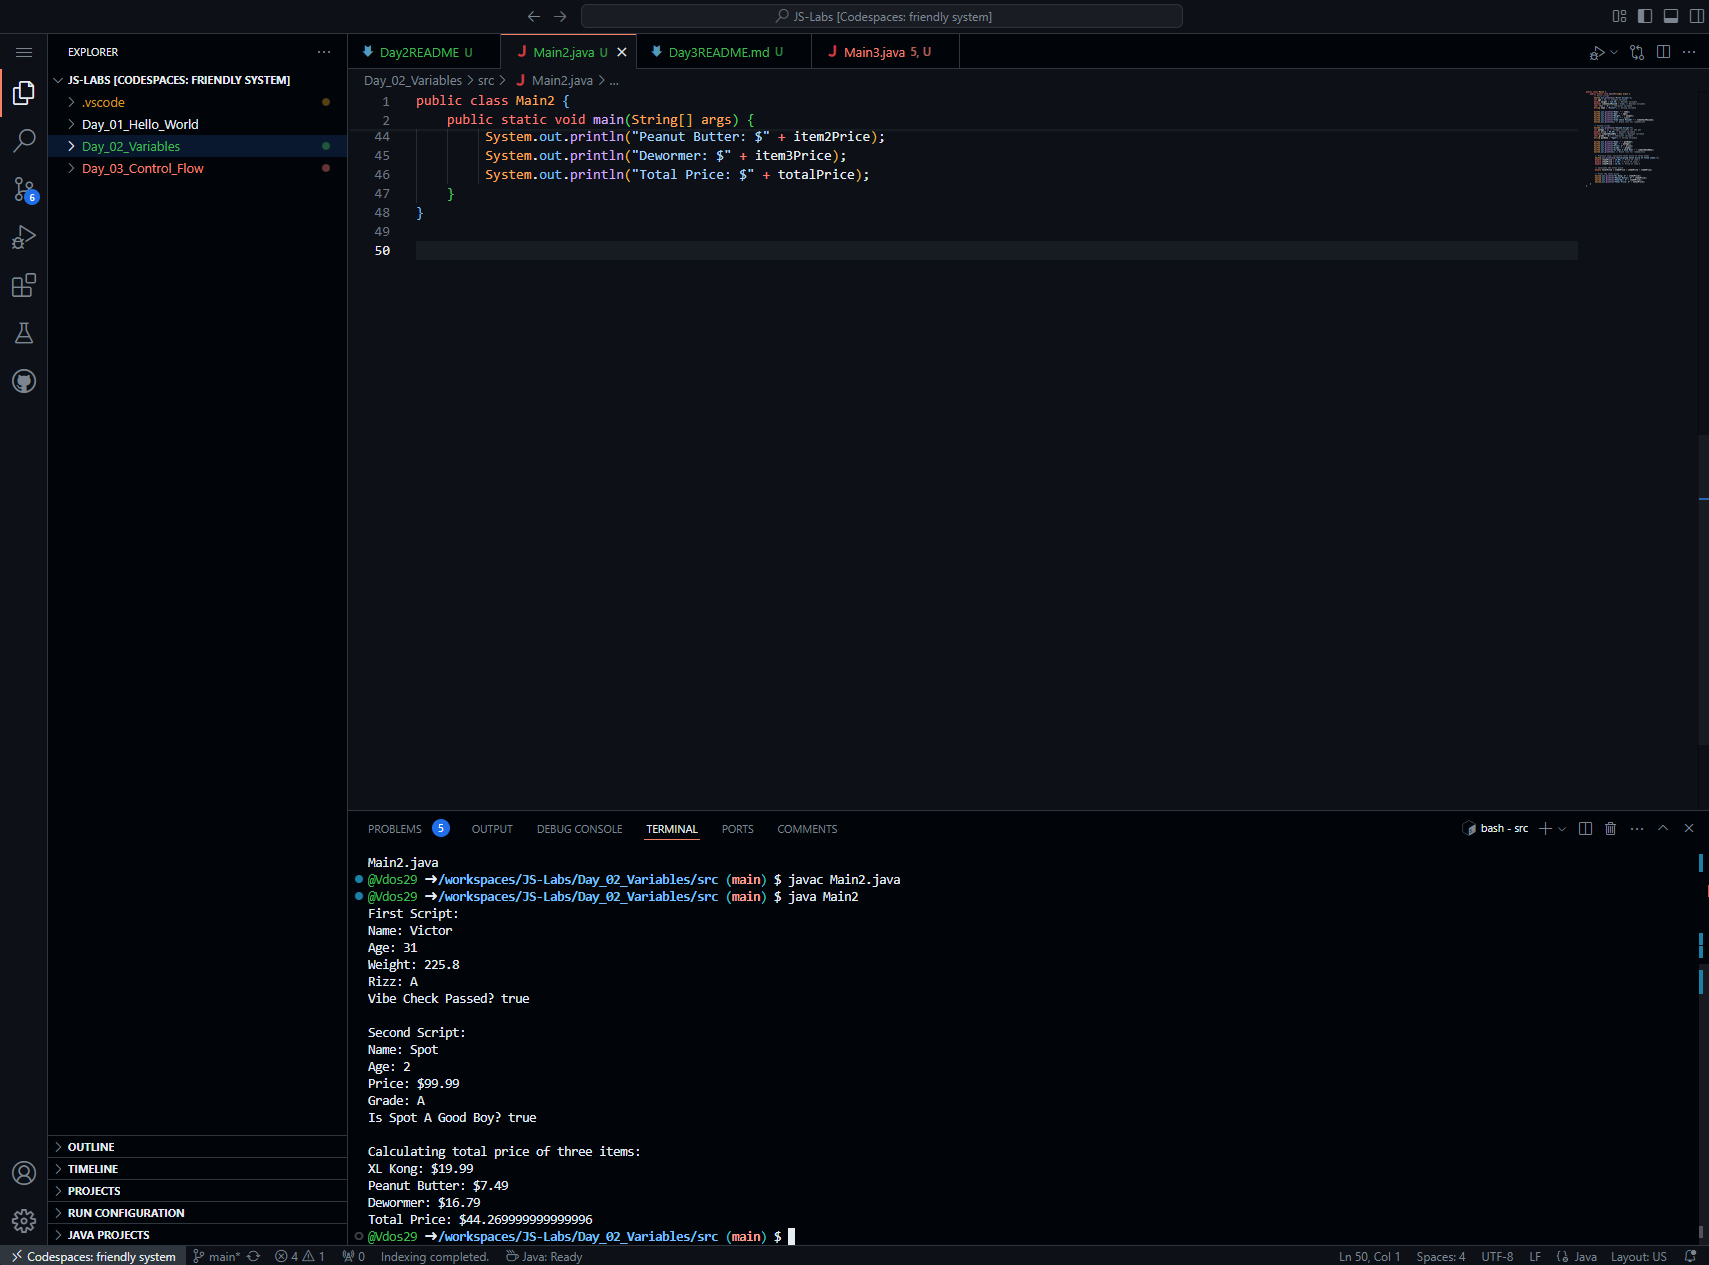 JS-Labs [Codespaces: friendly system]
EXPLORER
JS-LABS [CODESPACES: FRIENDLY SYSTEM]
.vscode
Day_01_Hello_World
Day_02_Variables
Day_03_Control_Flow
6
Day2README U
Main2.java U
Day3README.md U
Main3.java 5, U
Day_02_Variables > src > Main2.java > ...
1 public class Main2 {
2 public static void main(String[] args) {
44 System.out.println("Peanut Butter: $" + item2Price);
45 System.out.println("Dewormer: $" + item3Price);
46 System.out.println("Total Price: $" + totalPrice);
47 }
48 }
49
50
PROBLEMS 5 OUTPUT DEBUG CONSOLE TERMINAL PORTS COMMENTS
bash - src
Main2.java
@Vdos29 ➜/workspaces/JS-Labs/Day_02_Variables/src (main) $ javac Main2.java
@Vdos29 ➜/workspaces/JS-Labs/Day_02_Variables/src (main) $ java Main2
First Script:
Name: Victor
Age: 31
Weight: 225.8
Rizz: A
Vibe Check Passed? true
Second Script:
Name: Spot
Age: 2
Price: $99.99
Grade: A
Is Spot A Good Boy? true
Calculating total price of three items:
XL Kong: $19.99
Peanut Butter: $7.49
Dewormer: $16.79
Total Price: $44.269999999999996
@Vdos29 ➜/workspaces/JS-Labs/Day_02_Variables/src (main) $
OUTLINE
TIMELINE
PROJECTS
RUN CONFIGURATION
JAVA PROJECTS
Codespaces: friendly system main* 4 1 0 Indexing completed. Java: Ready
Ln 50, Col 1 Spaces: 4 UTF-8 LF {} Java Layout: US